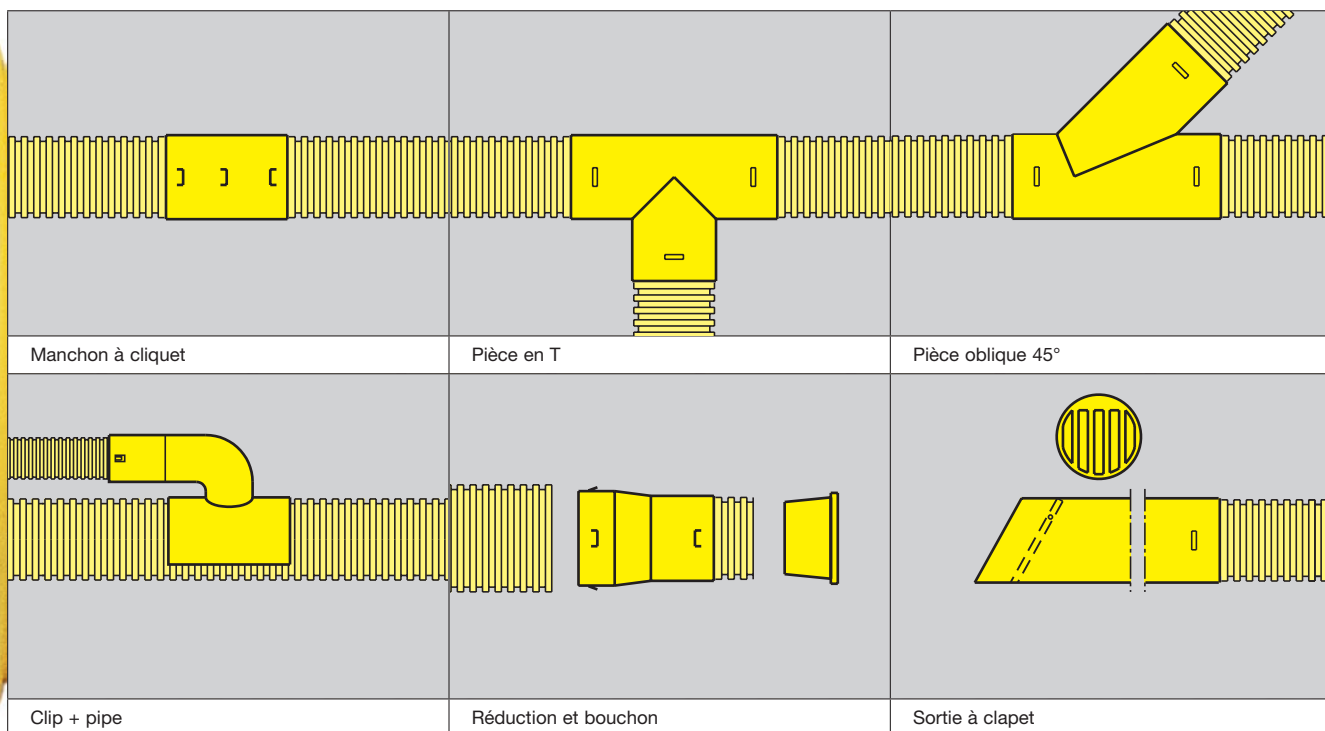 Manchon à cliquet
Pièce en T
Pièce oblique 45°
Clip + pipe
Réduction et bouchon
Sortie à clapet